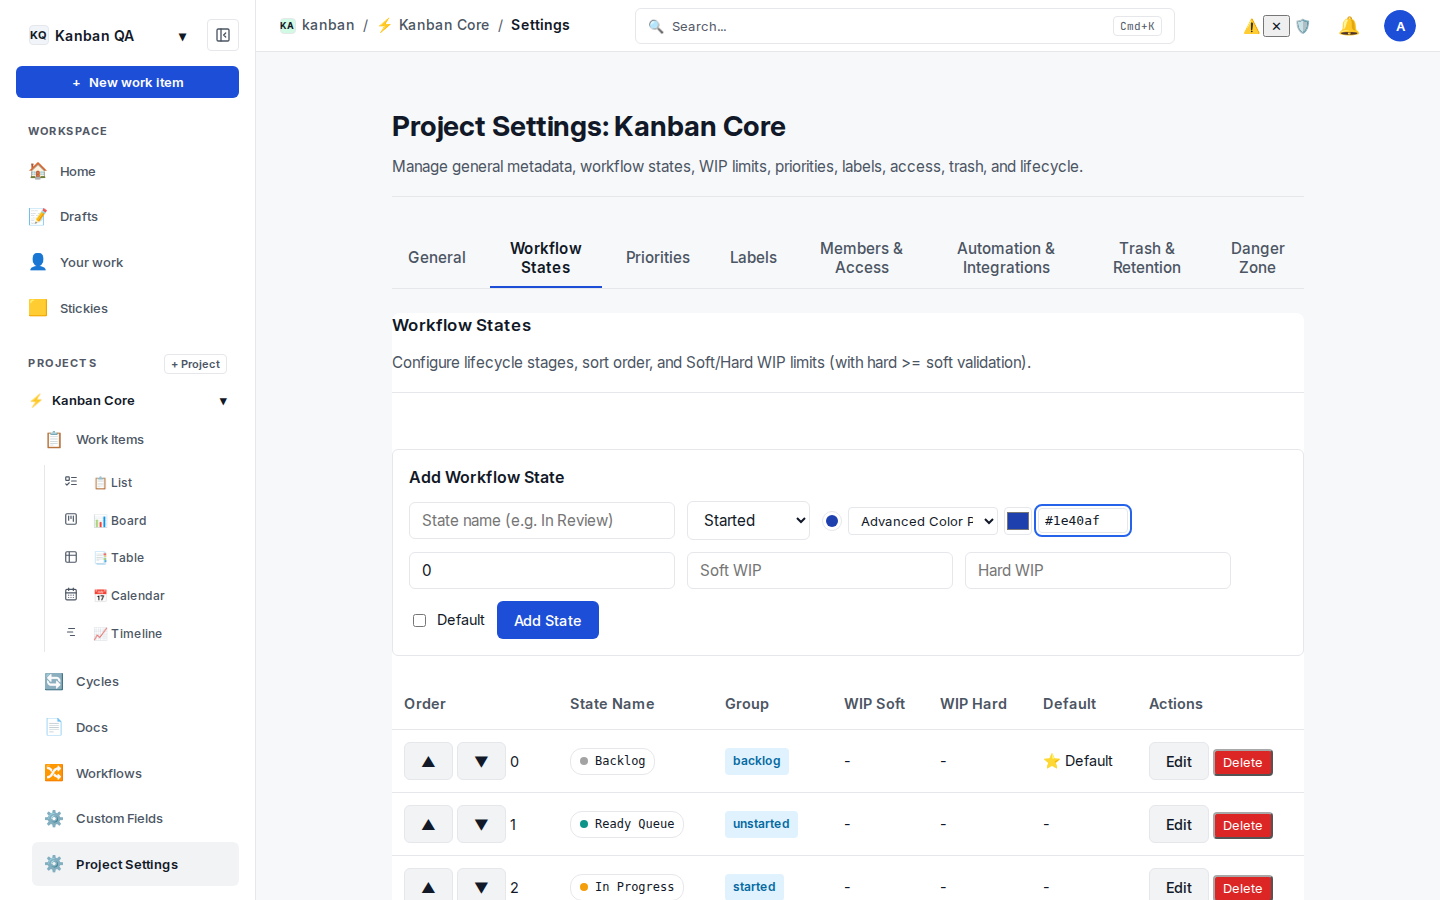 KQ Kanban QA ▼
+ New work item
WORKSPACE
Home
Drafts
Your work
Stickies
PROJECTS + Project
⚡ Kanban Core ▼
Work Items
List
Board
Table
Calendar
Timeline
Cycles
Docs
Workflows
Custom Fields
Project Settings
KA kanban / ⚡ Kanban Core / Settings
Search... Cmd+K
✕
A
Project Settings: Kanban Core
Manage general metadata, workflow states, WIP limits, priorities, labels, access, trash, and lifecycle.
General
Workflow States
Priorities
Labels
Members & Access
Automation & Integrations
Trash & Retention
Danger Zone
Workflow States
Configure lifecycle stages, sort order, and Soft/Hard WIP limits (with hard >= soft validation).
Add Workflow State
State name (e.g. In Review) Started Advanced Color P #1e40af
0 Soft WIP Hard WIP
Default Add State
Order State Name Group WIP Soft WIP Hard Default Actions
▲ ▼ 0 Backlog backlog - - ⭐ Default Edit Delete
▲ ▼ 1 Ready Queue unstarted - - - Edit Delete
▲ ▼ 2 In Progress started - - - Edit Delete